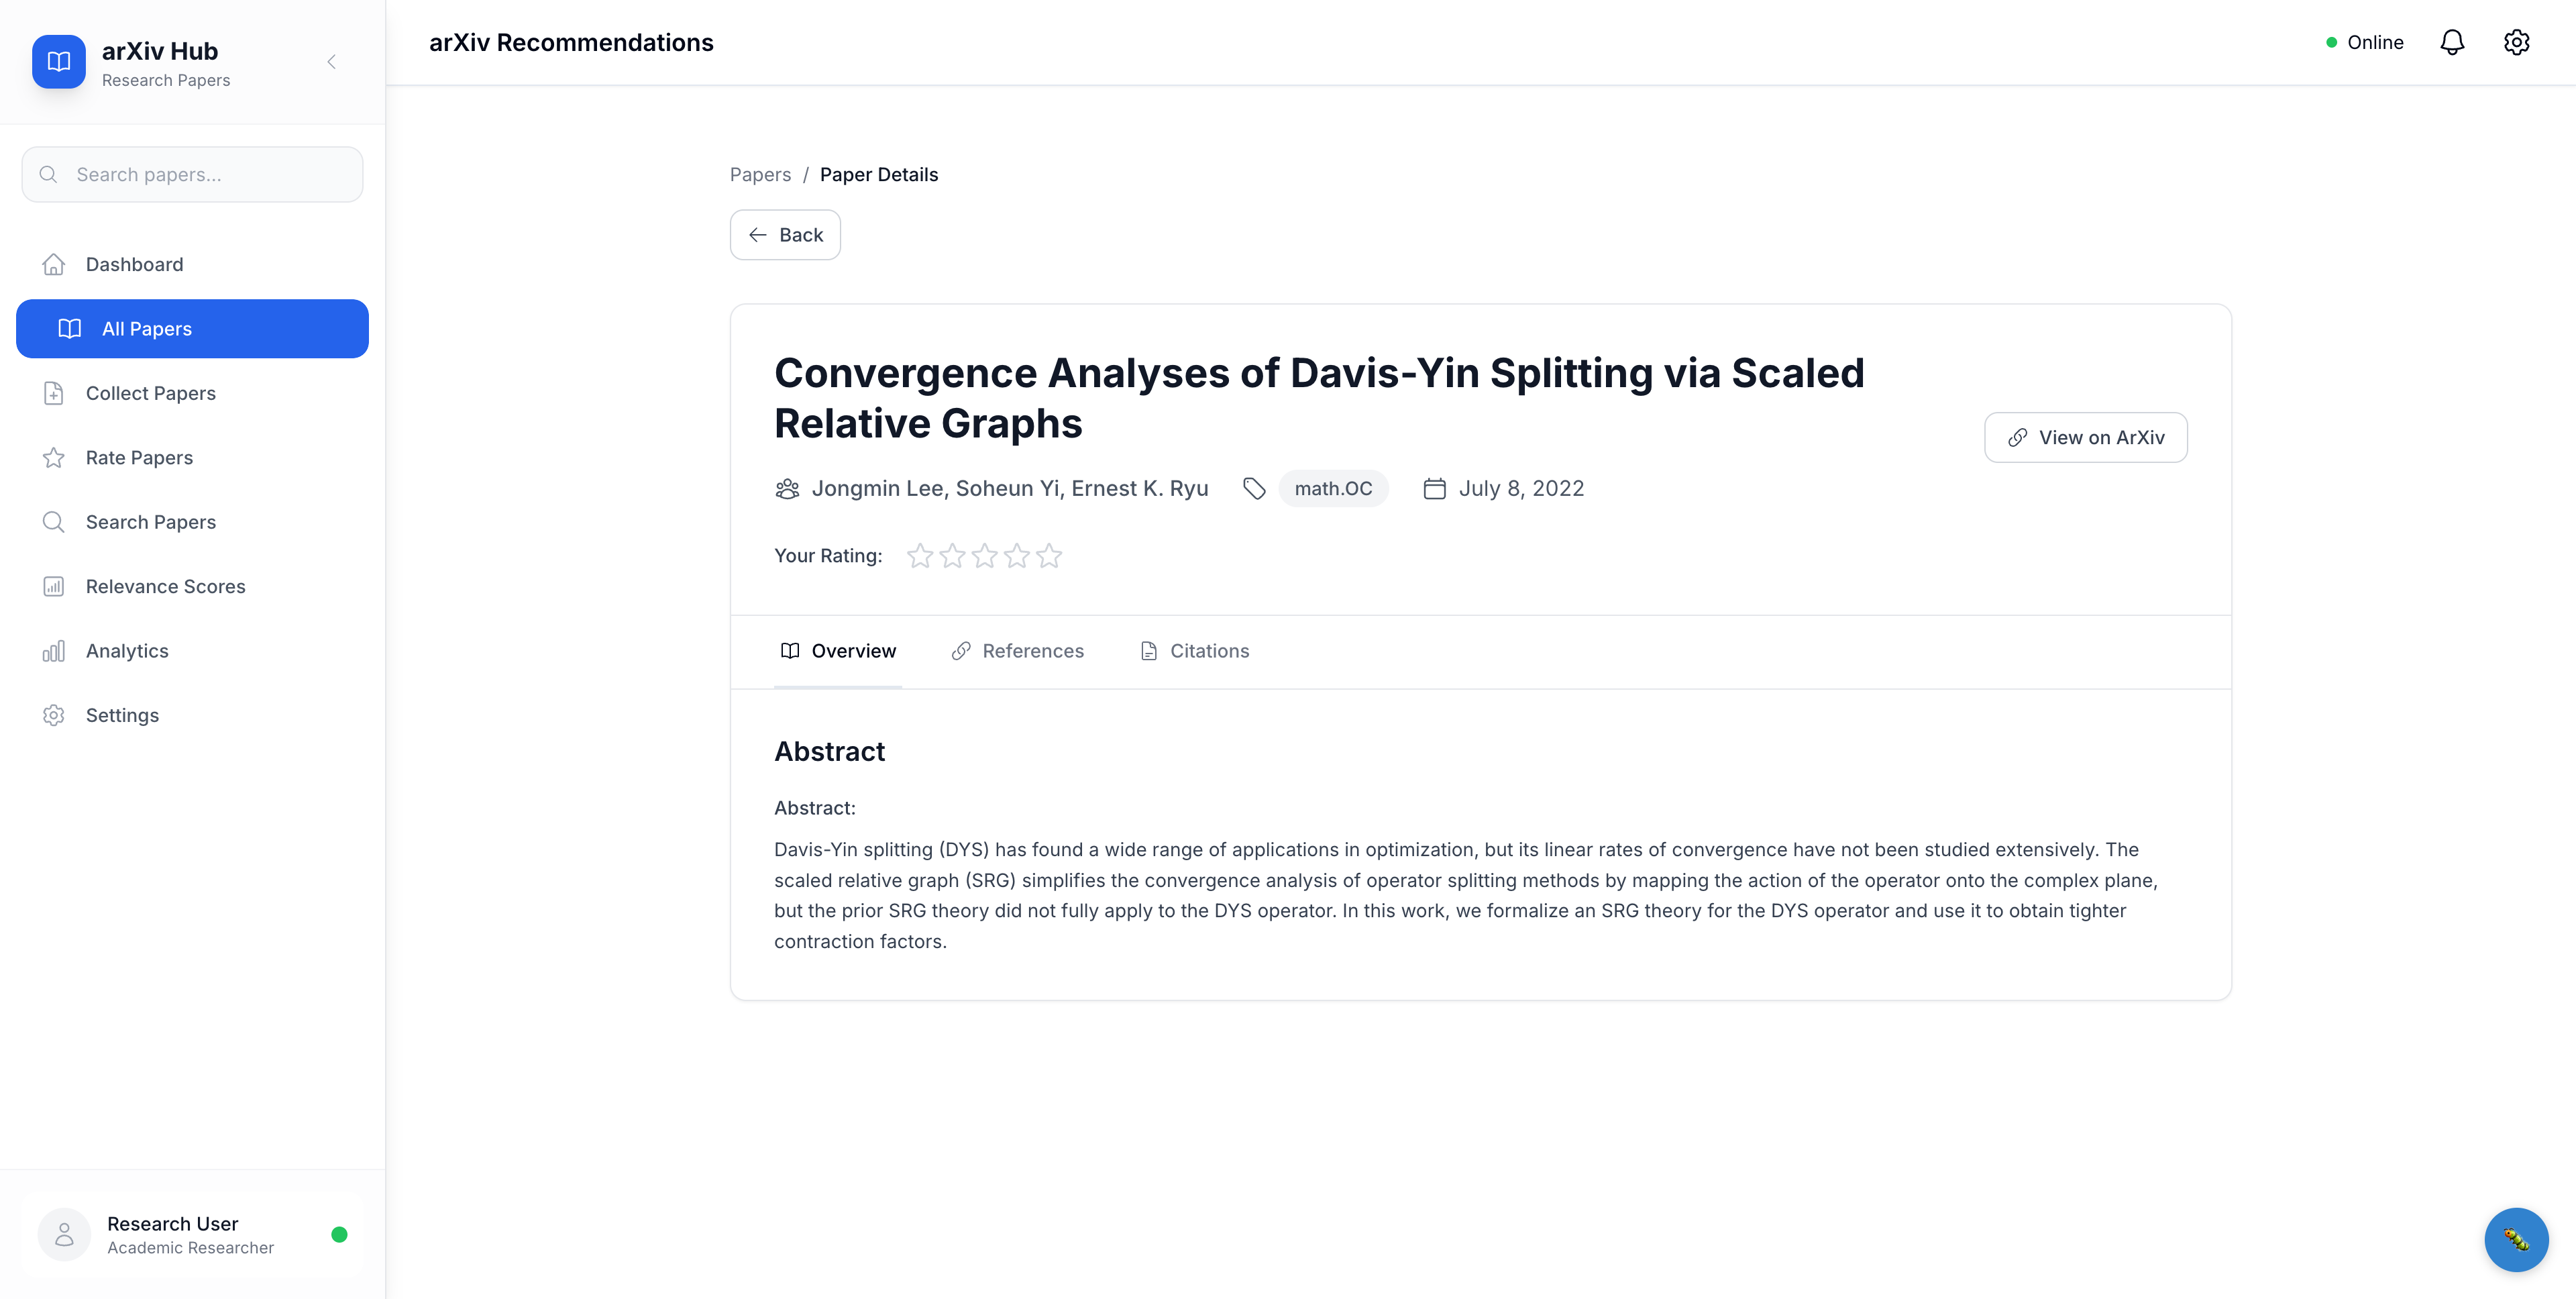 arXiv Hub
Research Papers
Search papers...
Dashboard
All Papers
Collect Papers
Rate Papers
Search Papers
Relevance Scores
Analytics
Settings
Research User
Academic Researcher
arXiv Recommendations
Online
Papers / Paper Details
Back
Convergence Analyses of Davis-Yin Splitting via Scaled
Relative Graphs
View on ArXiv
Jongmin Lee, Soheun Yi, Ernest K. Ryu
math.OC
July 8, 2022
Your Rating:
Overview
References
Citations
Abstract
Abstract:
Davis-Yin splitting (DYS) has found a wide range of applications in optimization, but its linear rates of convergence have not been studied extensively. The
scaled relative graph (SRG) simplifies the convergence analysis of operator splitting methods by mapping the action of the operator onto the complex plane,
but the prior SRG theory did not fully apply to the DYS operator. In this work, we formalize an SRG theory for the DYS operator and use it to obtain tighter
contraction factors.